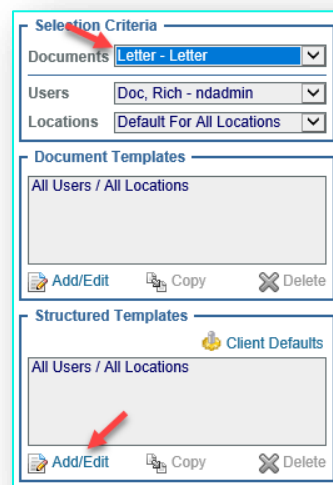 Selection Criteria
Documents Letter - Letter
Users Doc, Rich - ndadmin
Locations Default For All Locations
Document Templates
All Users / All Locations
Add/Edit Copy Delete
Structured Templates
Client Defaults
All Users / All Locations
Add/Edit Copy Delete